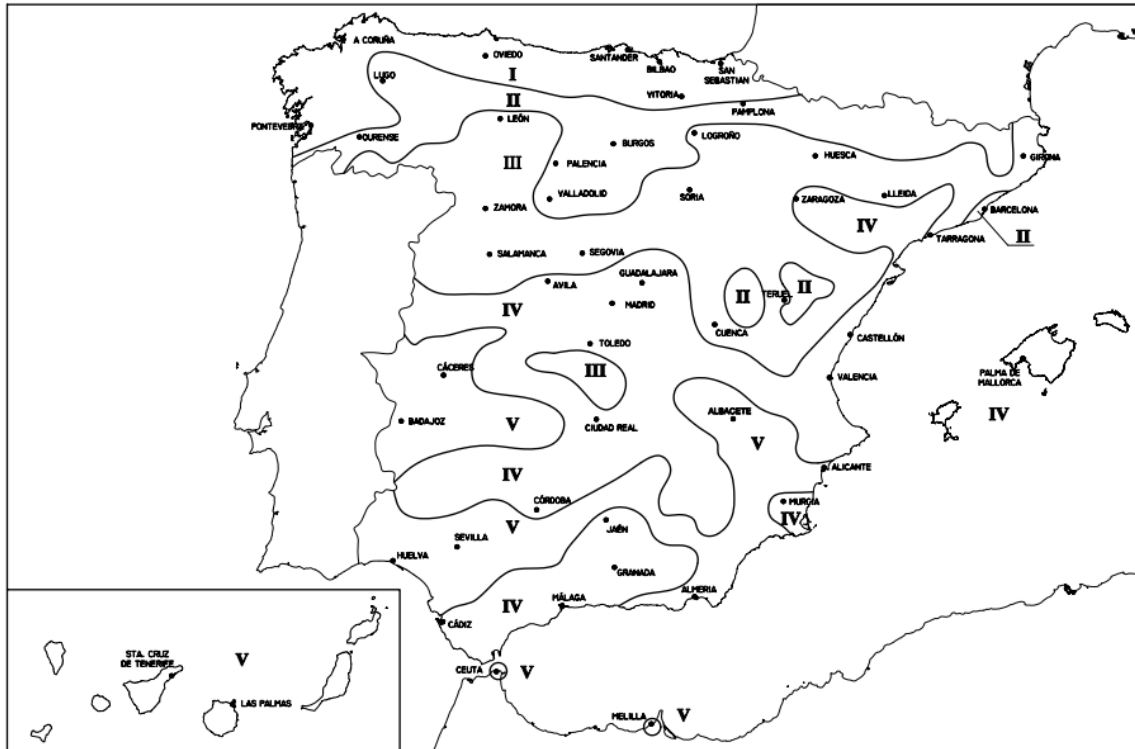 A CORUÑA
OVIEDO
SANTANDER
BILBAO
SAN
SEBASTIAN
LUGO
I
VITORIA
II
PAMPLONA
LEÓN
PONTEVEDRA
OURENSE
LOGROÑO
BURGOS
III
PALENCIA
HUESCA
GIRONA
VALLADOLID
SORIA
ZARAGOZA
LLEIDA
ZAMORA
BARCELONA
IV
TARRAGONA
II
SALAMANCA
SEGOVIA
GUADALAJARA
AVILA
II
II
TERUEL
IV
MADRID
CUENCA
CASTELLÓN
TOLEDO
CÁCERES
III
VALENCIA
PALMA DE
MALLORCA
IV
BADAJOZ
V
CIUDAD REAL
ALBACETE
V
IV
ALICANTE
CÓRDOBA
MURCIA
IV
V
JAÉN
SEVILLA
HUELVA
GRANADA
MÁLAGA
ALMERIA
IV
CÁDIZ
CEUTA
V
STA. CRUZ
DE TENERIFE
V
LAS PALMAS
MELILLA
V